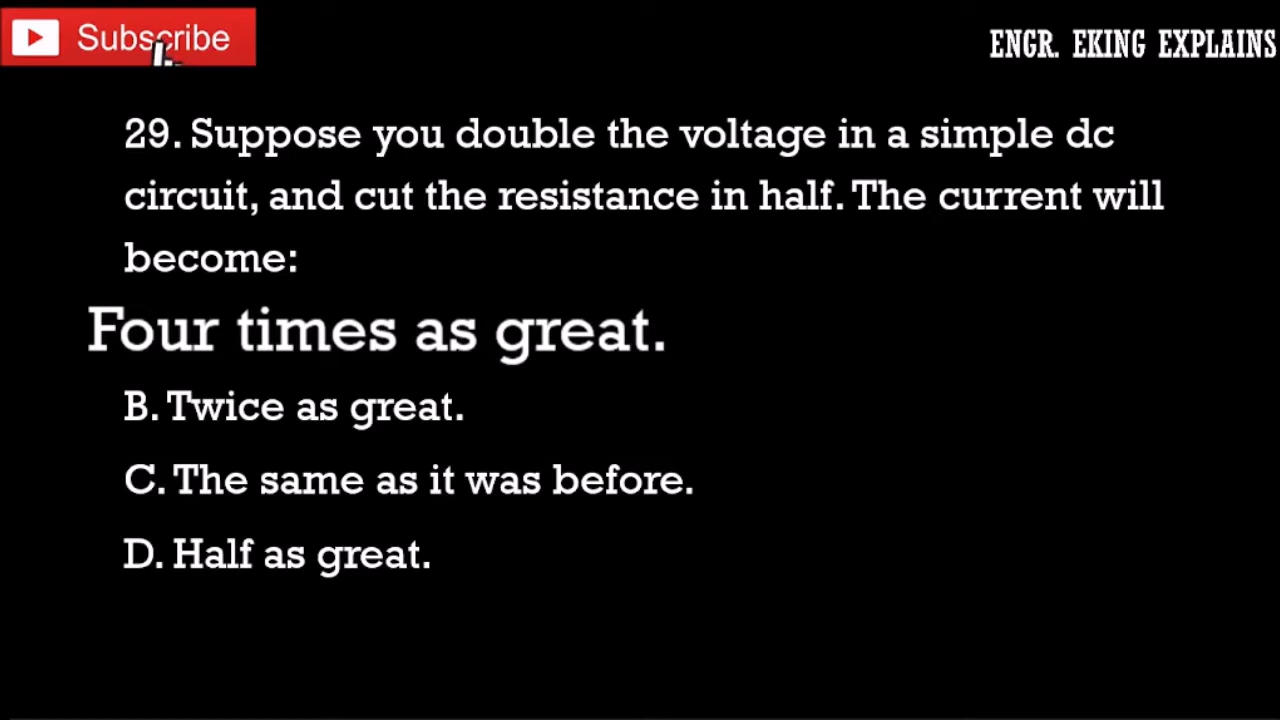 Subscribe
ENGR. EKING EXPLAINS
29. Suppose you double the voltage in a simple dc
circuit, and cut the resistance in half. The current will
become:
Four times as great.
B. Twice as great.
C. The same as it was before.
D. Half as great.